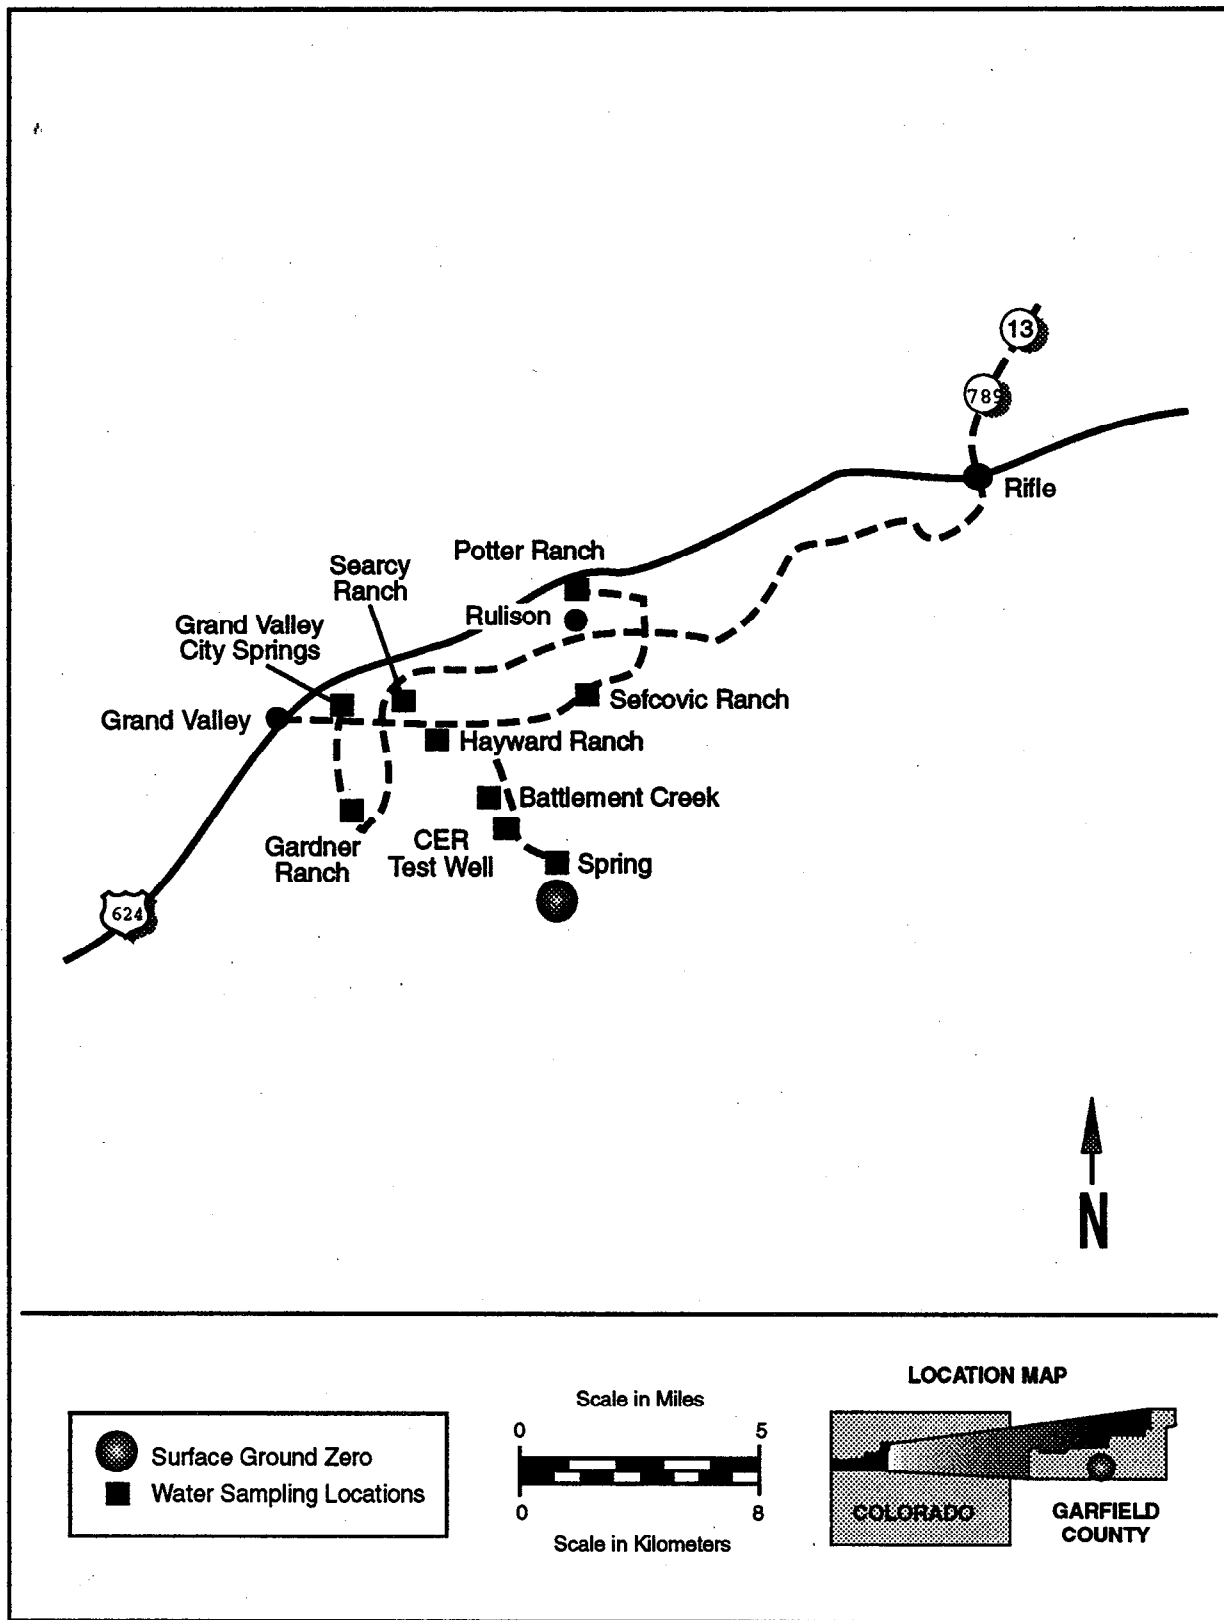 13
789
Rifle
Potter Ranch
Searcy
Ranch
Rulison
Grand Valley
City Springs
Sefcovic Ranch
Grand Valley
Hayward Ranch
Battlement Creek
CER
Test Well
Gardner
Ranch
Spring
624
N
LOCATION MAP
Scale in Miles
0 5
Surface Ground Zero
Water Sampling Locations
0 8
Scale in Kilometers
COLORADO
GARFIELD
COUNTY